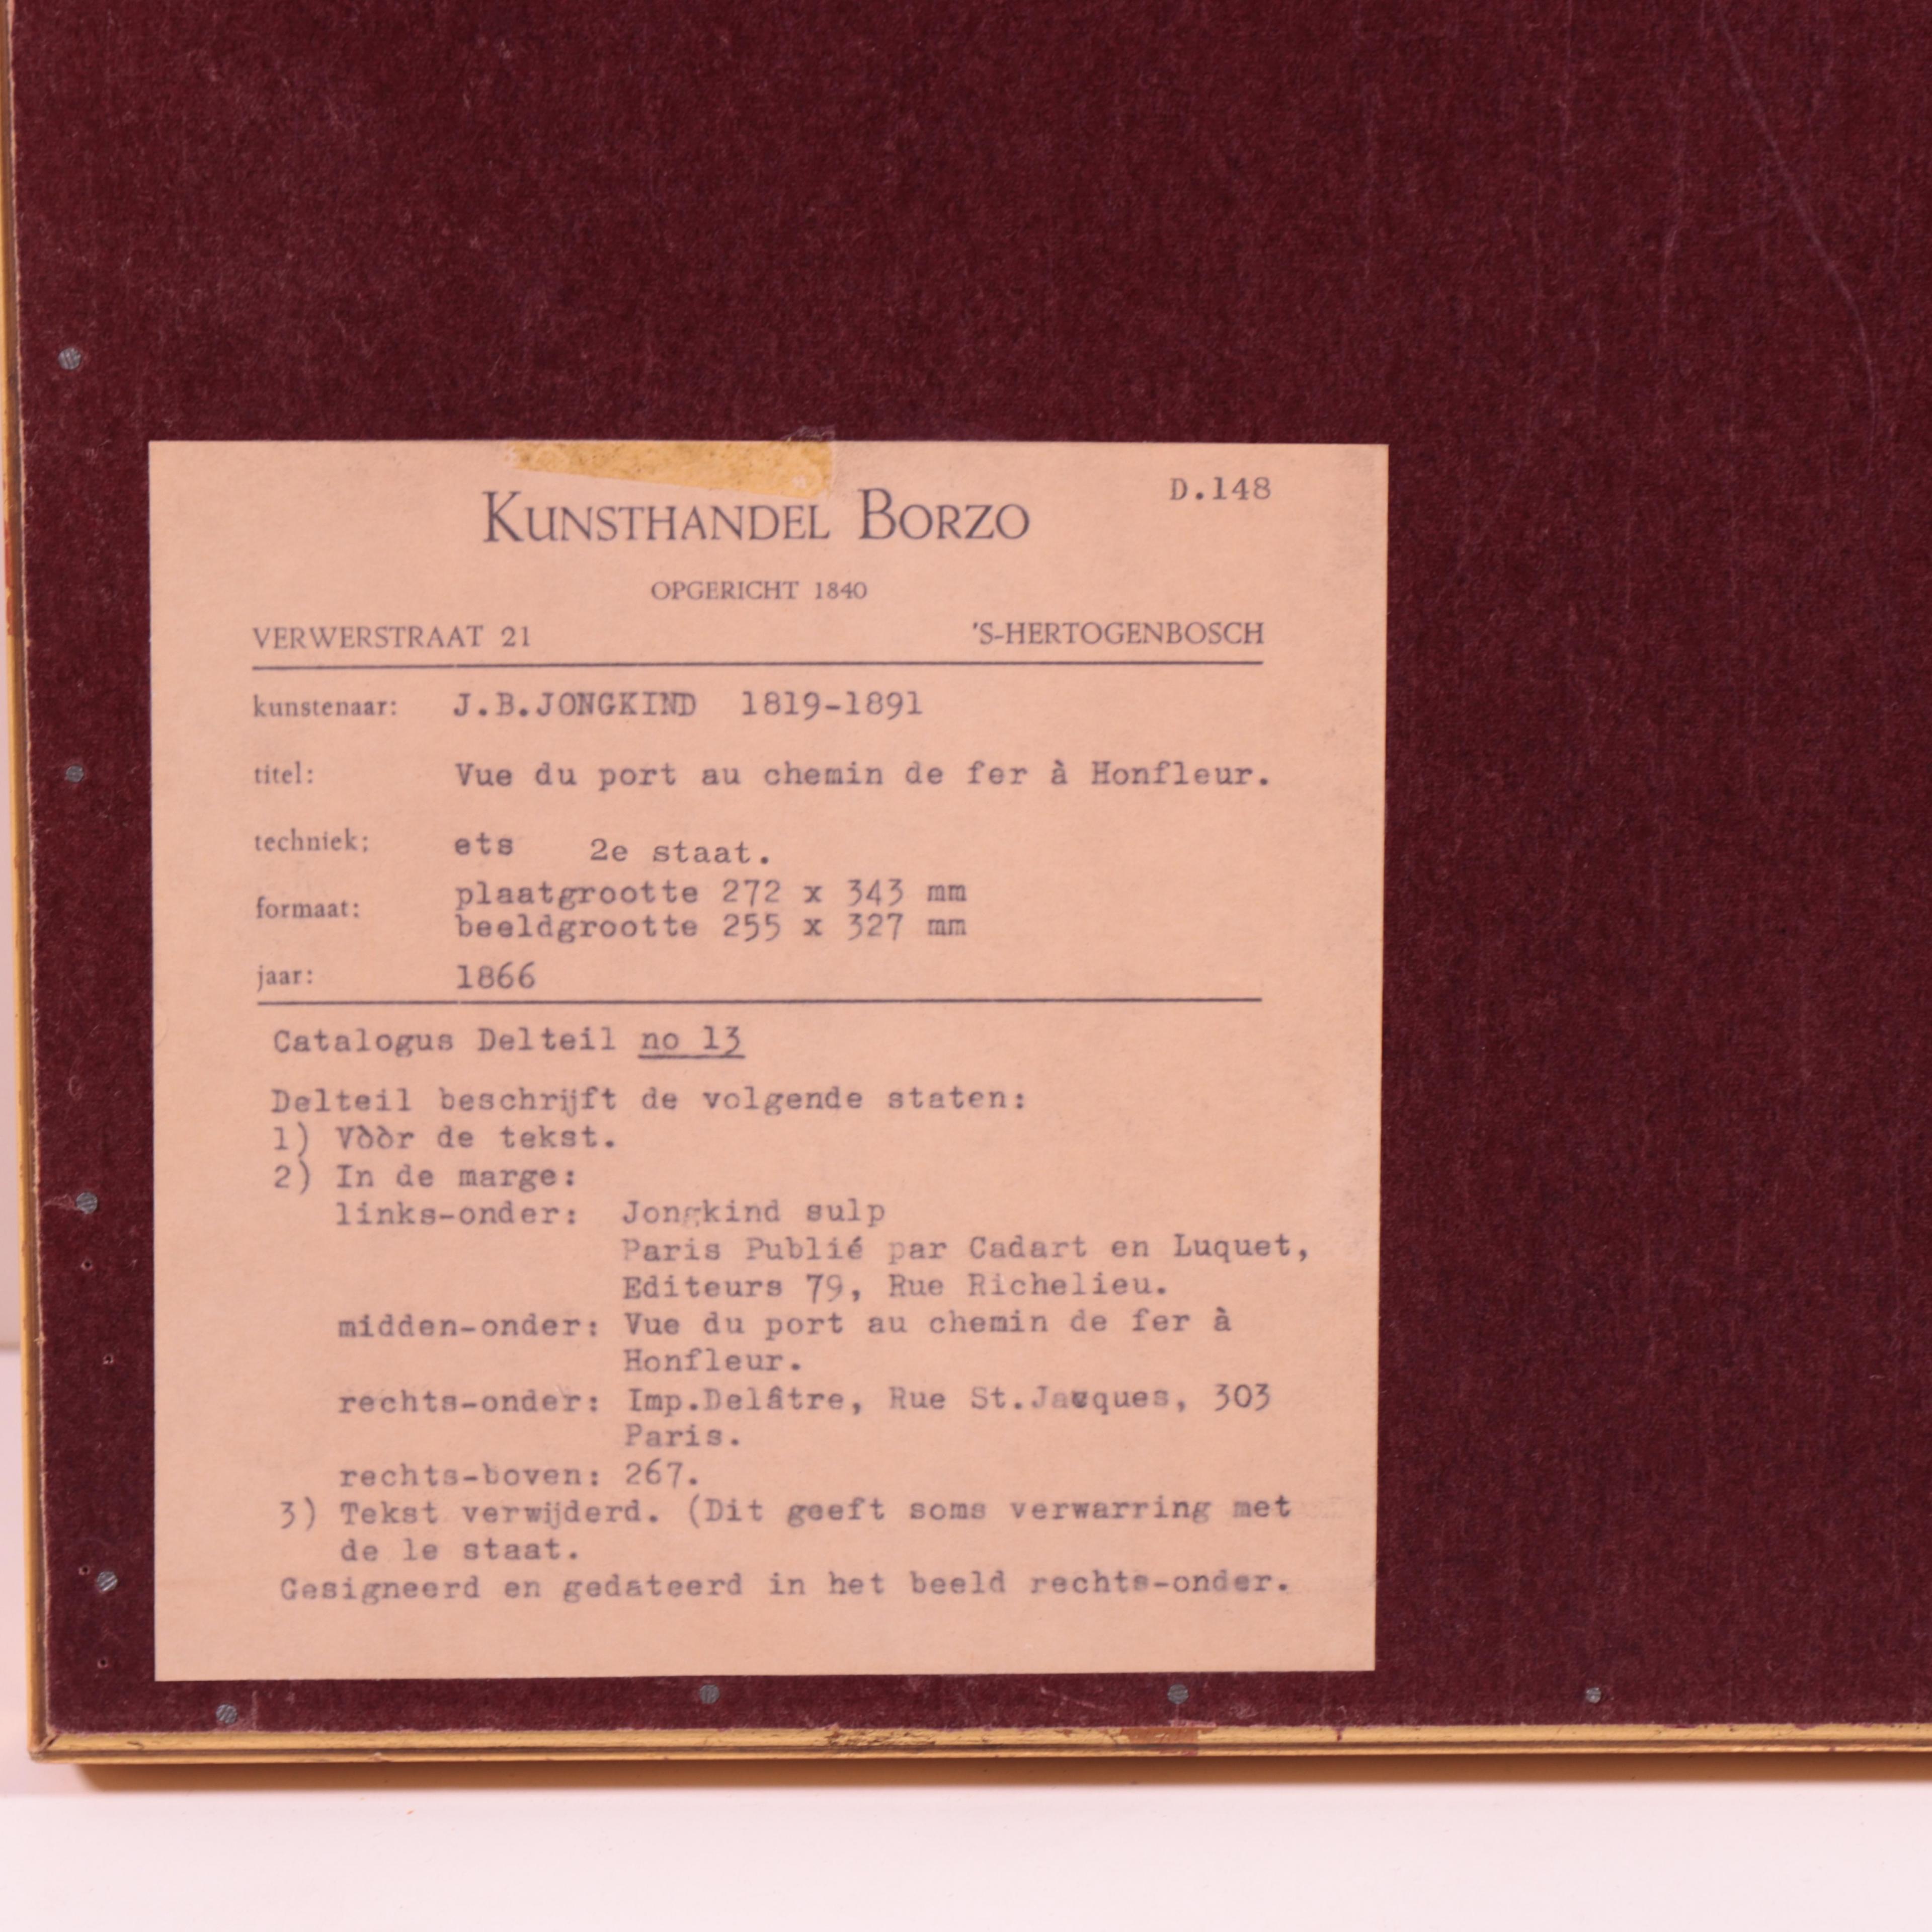 D.148
KUNSTHANDEL BORZO
OPGERICHT 1840
VERWERSTRAAT 21 'S-HERTOGENBOSCH
kunstenaar: J.B.JONGKIND 1819-1891
titel: Vue du port au chemin de fer à Honfleur.
techniek: ets 2e staat.
formaat: plaatgrootte 272 x 343 mm
beeldgrootte 255 x 327 mm
jaar: 1866
Catalogus Delteil no 13
Delteil beschrijft de volgende staten:
1) Vòòr de tekst.
2) In de marge:
links-onder: Jongkind sulp
Paris Publié par Cadart en Luquet,
Editeurs 79, Rue Richelieu.
midden-onder: Vue du port au chemin de fer à
Honfleur.
rechts-onder: Imp.Delâtre, Rue St.Jacques, 303
Paris.
rechts-boven: 267.
3) Tekst verwijderd. (Dit geeft soms verwarring met
de le staat.
Gesigneerd en gedateerd in het beeld rechts-onder.